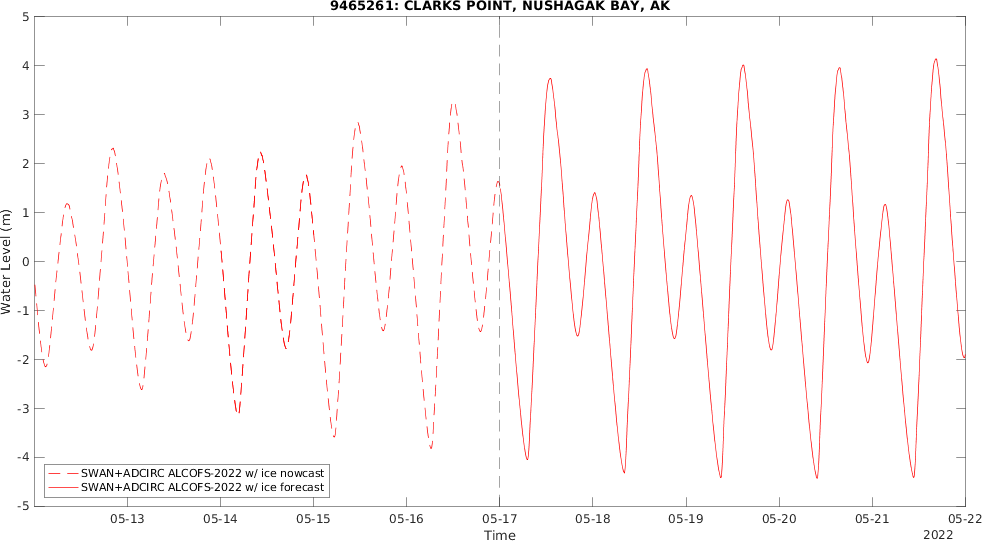 9465261: CLARKS POINT, NUSHAGAK BAY, AK
5
4
3
2
1
0
-1
-2
-3
-4
-5
Water Level (m)
SWAN+ADCIRC ALCOFS-2022 w/ ice nowcast
SWAN+ADCIRC ALCOFS-2022 w/ ice forecast
05-13 05-14 05-15 05-16 05-17 05-18 05-19 05-20 05-21 05-22
Time
2022